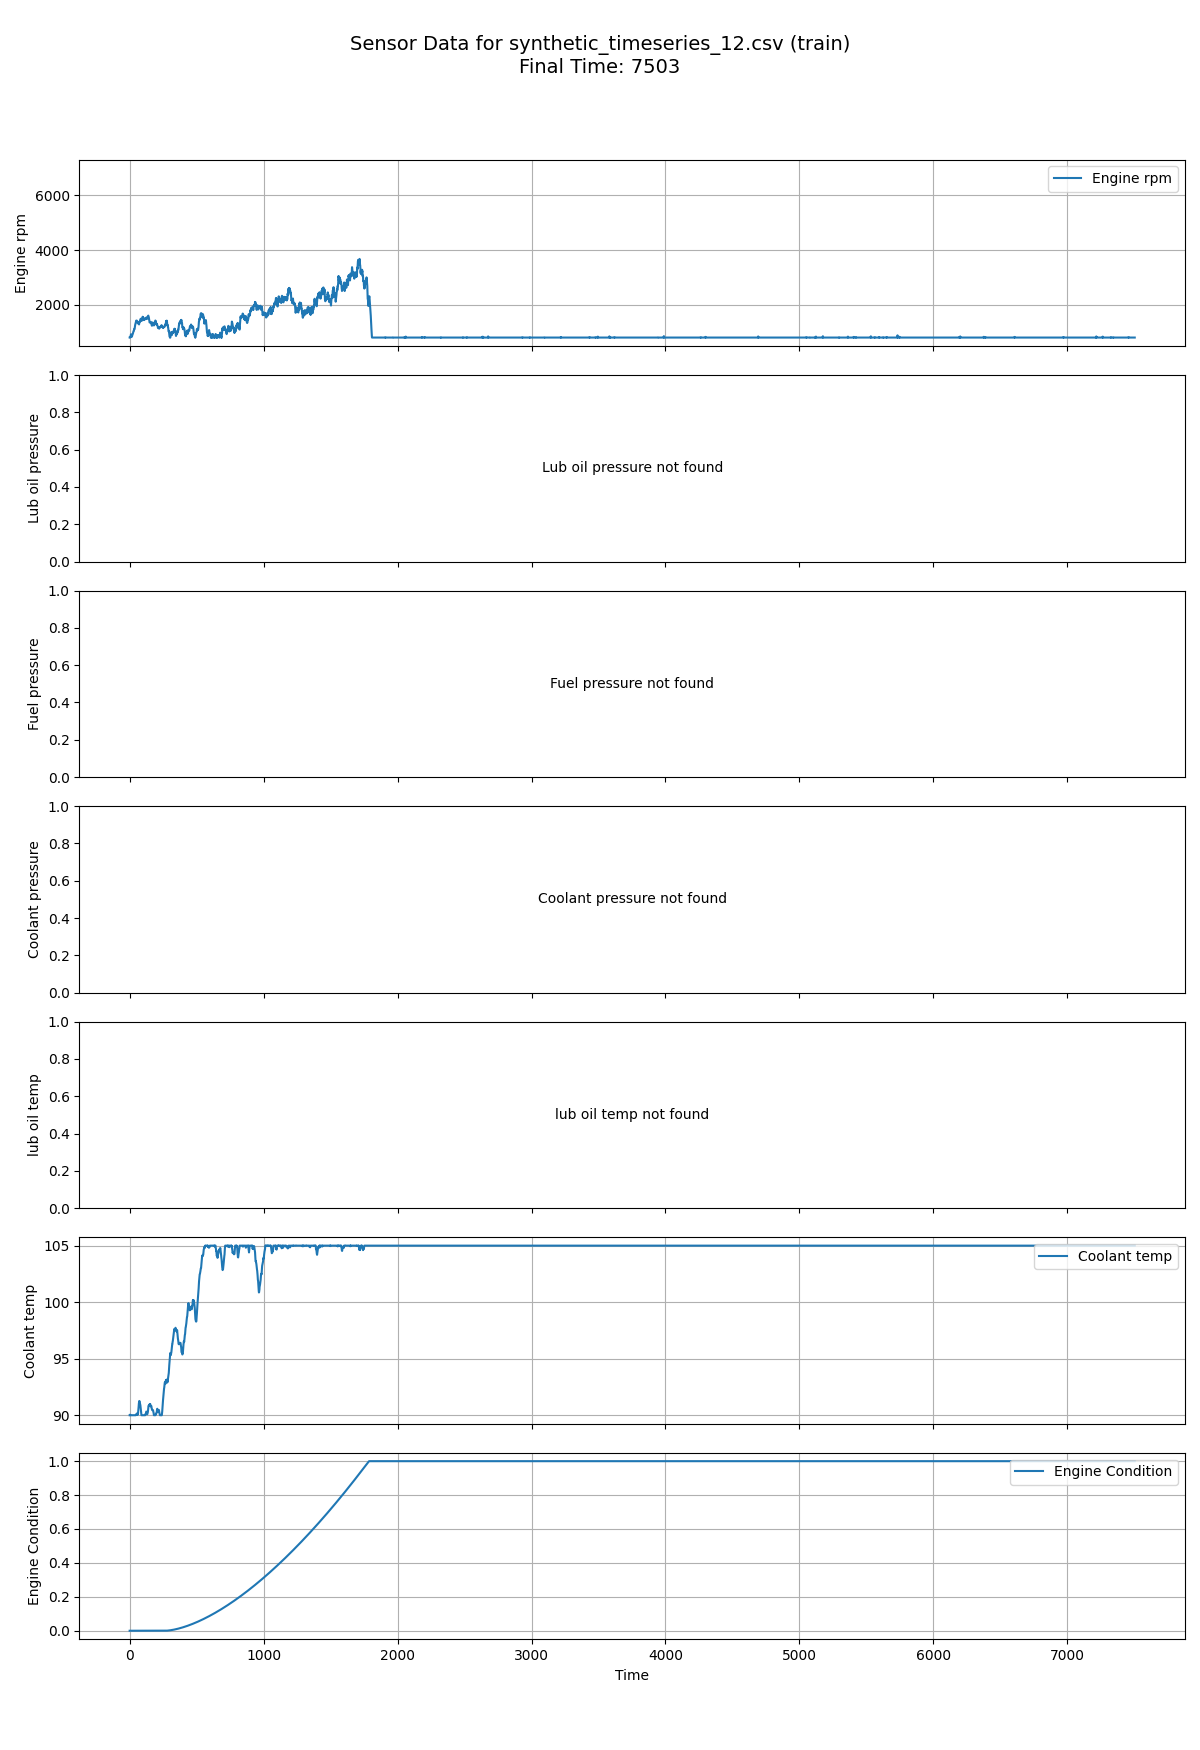 Sensor Data for synthetic_timeseries_12.csv (train)
Final Time: 7503
Engine rpm
6000
4000
2000
Engine rpm
Lub oil pressure
1.0
0.8
0.6
0.4
0.2
0.0
Lub oil pressure not found
Fuel pressure
1.0
0.8
0.6
0.4
0.2
0.0
Fuel pressure not found
Coolant pressure
1.0
0.8
0.6
0.4
0.2
0.0
Coolant pressure not found
lub oil temp
1.0
0.8
0.6
0.4
0.2
0.0
lub oil temp not found
Coolant temp
105
100
95
90
Coolant temp
Engine Condition
1.0
0.8
0.6
0.4
0.2
0.0
Engine Condition
0 1000 2000 3000 4000 5000 6000 7000
Time